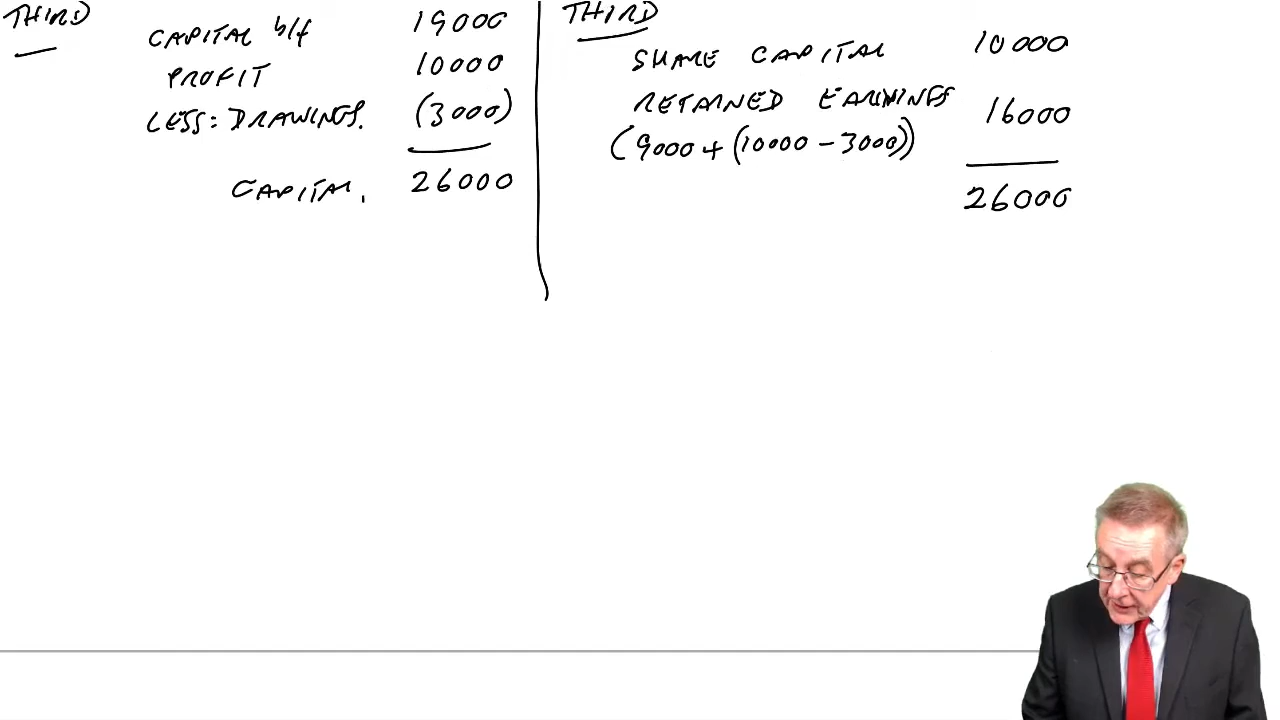 THIRD
CAPITAL b/f 19000
PROFIT 10000
LESS: DRAWINGS. (3000)
CAPITAL. 26000
THIRD
SHARE CAPITAL 10000
RETAINED EARNINGS 16000
(9000 + (10000 - 3000))
26000